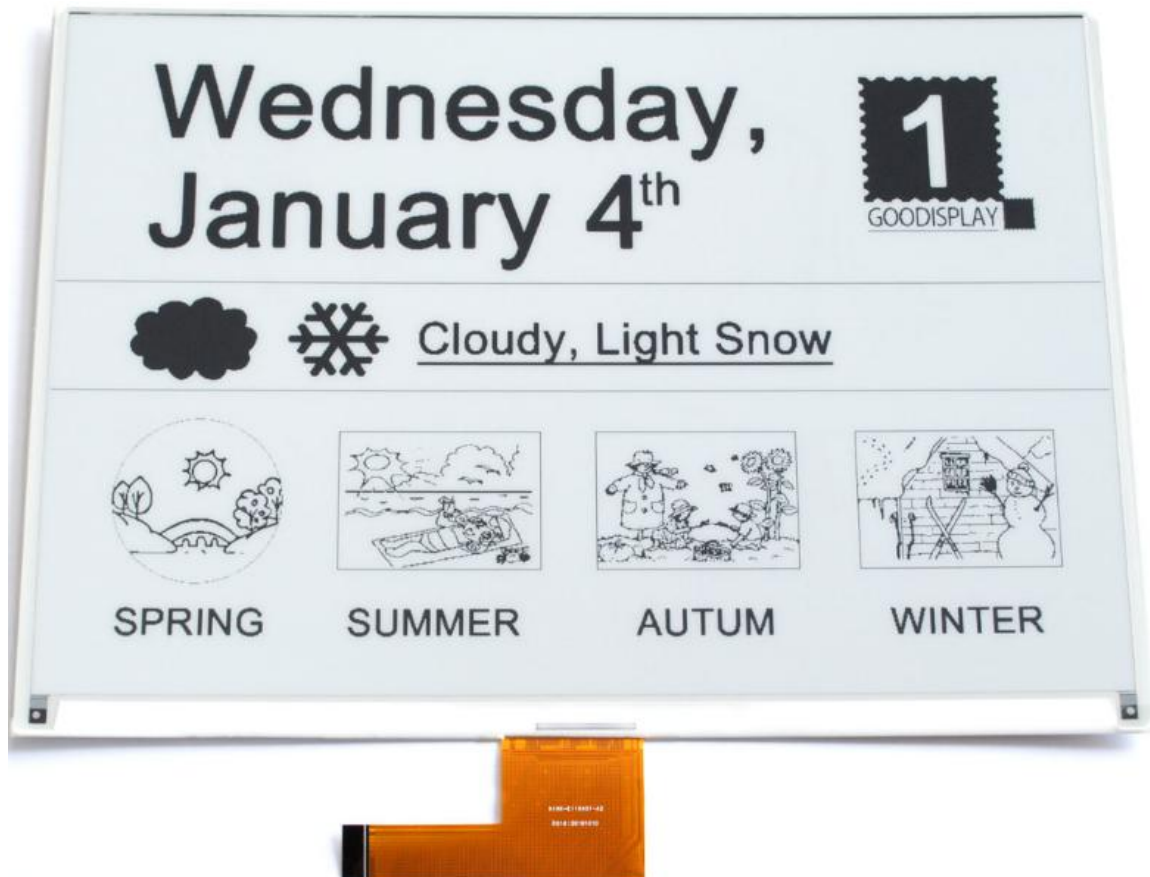 Wednesday,
January 4th
1
GOODISPLAY
Cloudy, Light Snow
SPRING
SUMMER
AUTUM
WINTER